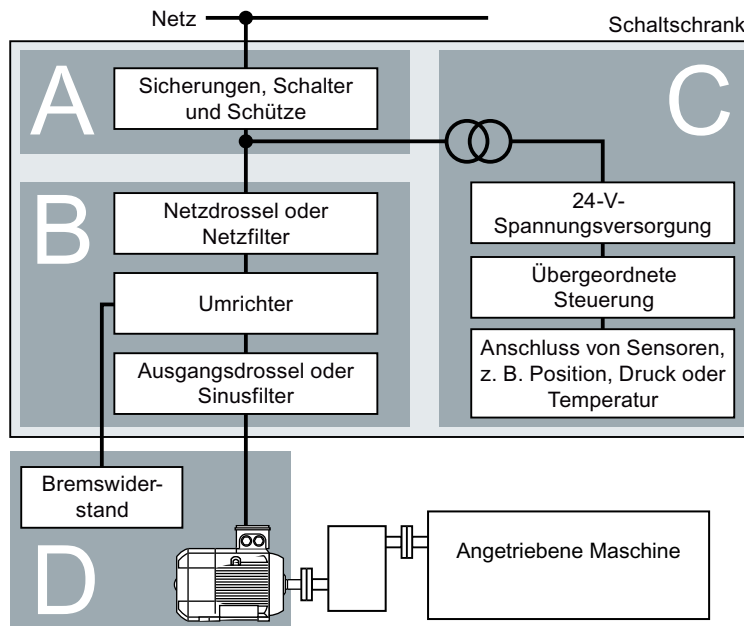 Netz
Schaltschrank
A
Sicherungen, Schalter
und Schütze
C
B
Netzdrossel oder
Netzfilter
Umrichter
Ausgangsdrossel oder
Sinusfilter
24-V-
Spannungsversorgung
Übergeordnete
Steuerung
Anschluss von Sensoren,
z. B. Position, Druck oder
Temperatur
Bremswider-
stand
D
Angetriebene Maschine